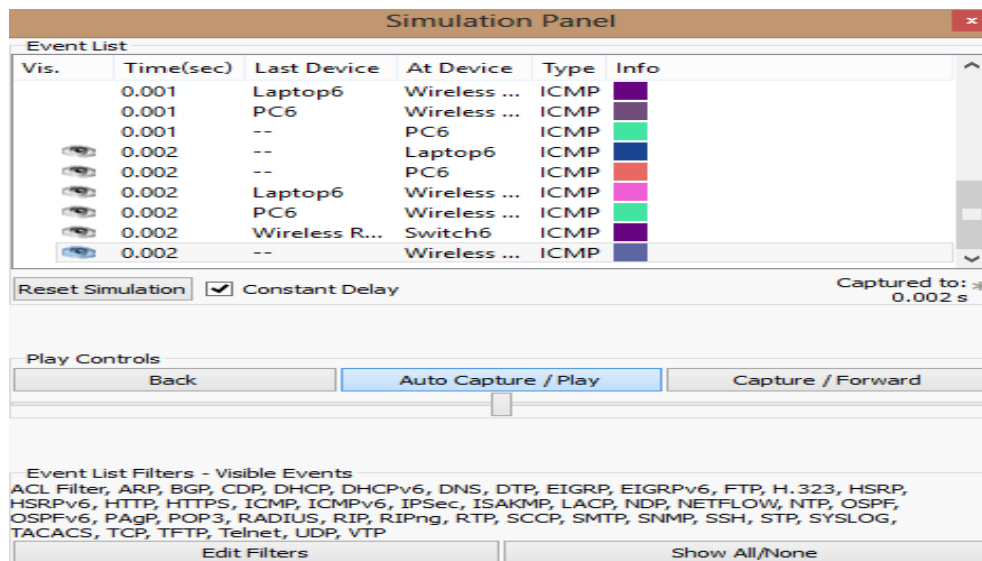 Simulation Panel
x
Event List
Vis. Time(sec) Last Device At Device Type Info
0.001 Laptop6 Wireless ... ICMP
0.001 PC6 Wireless ... ICMP
0.001 -- PC6 ICMP
0.002 -- Laptop6 ICMP
0.002 -- PC6 ICMP
0.002 Laptop6 Wireless ... ICMP
0.002 PC6 Wireless ... ICMP
0.002 Wireless R... Switch6 ICMP
0.002 -- Wireless ... ICMP
Reset Simulation Constant Delay Captured to: *
0.002 s
Play Controls
Back Auto Capture / Play Capture / Forward
Event List Filters - Visible Events
ACL Filter, ARP, BGP, CDP, DHCP, DHCPv6, DNS, DTP, EIGRP, EIGRPv6, FTP, H.323, HSRP,
HSRPv6, HTTP, HTTPS, ICMP, ICMPv6, IPSec, ISAKMP, LACP, NDP, NETFLOW, NTP, OSPF,
OSPFv6, PAgP, POP3, RADIUS, RIP, RIPng, RTP, SCCP, SMTP, SNMP, SSH, STP, SYSLOG,
TACACS, TCP, TFTP, Telnet, UDP, VTP
Edit Filters Show All/None